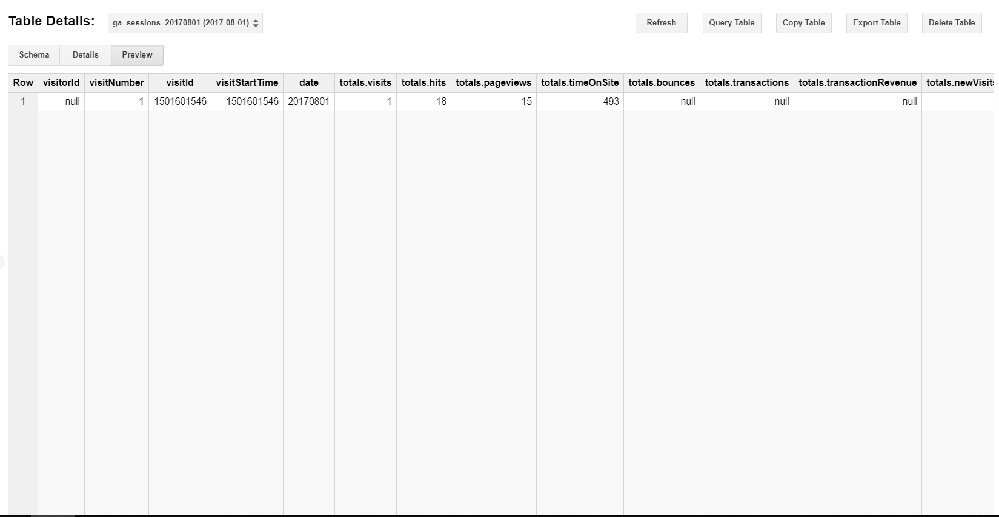 Table Details: ga_sessions_20170801 (2017-08-01) Refresh Query Table Copy Table Export Table Delete Table
Schema Details Preview
Row visitorId visitNumber visitId visitStartTime date totals.visits totals.hits totals.pageviews totals.timeOnSite totals.bounces totals.transactions totals.transactionRevenue totals.newVisits
1 null 1 1501601546 1501601546 20170801 1 18 15 493 null null null